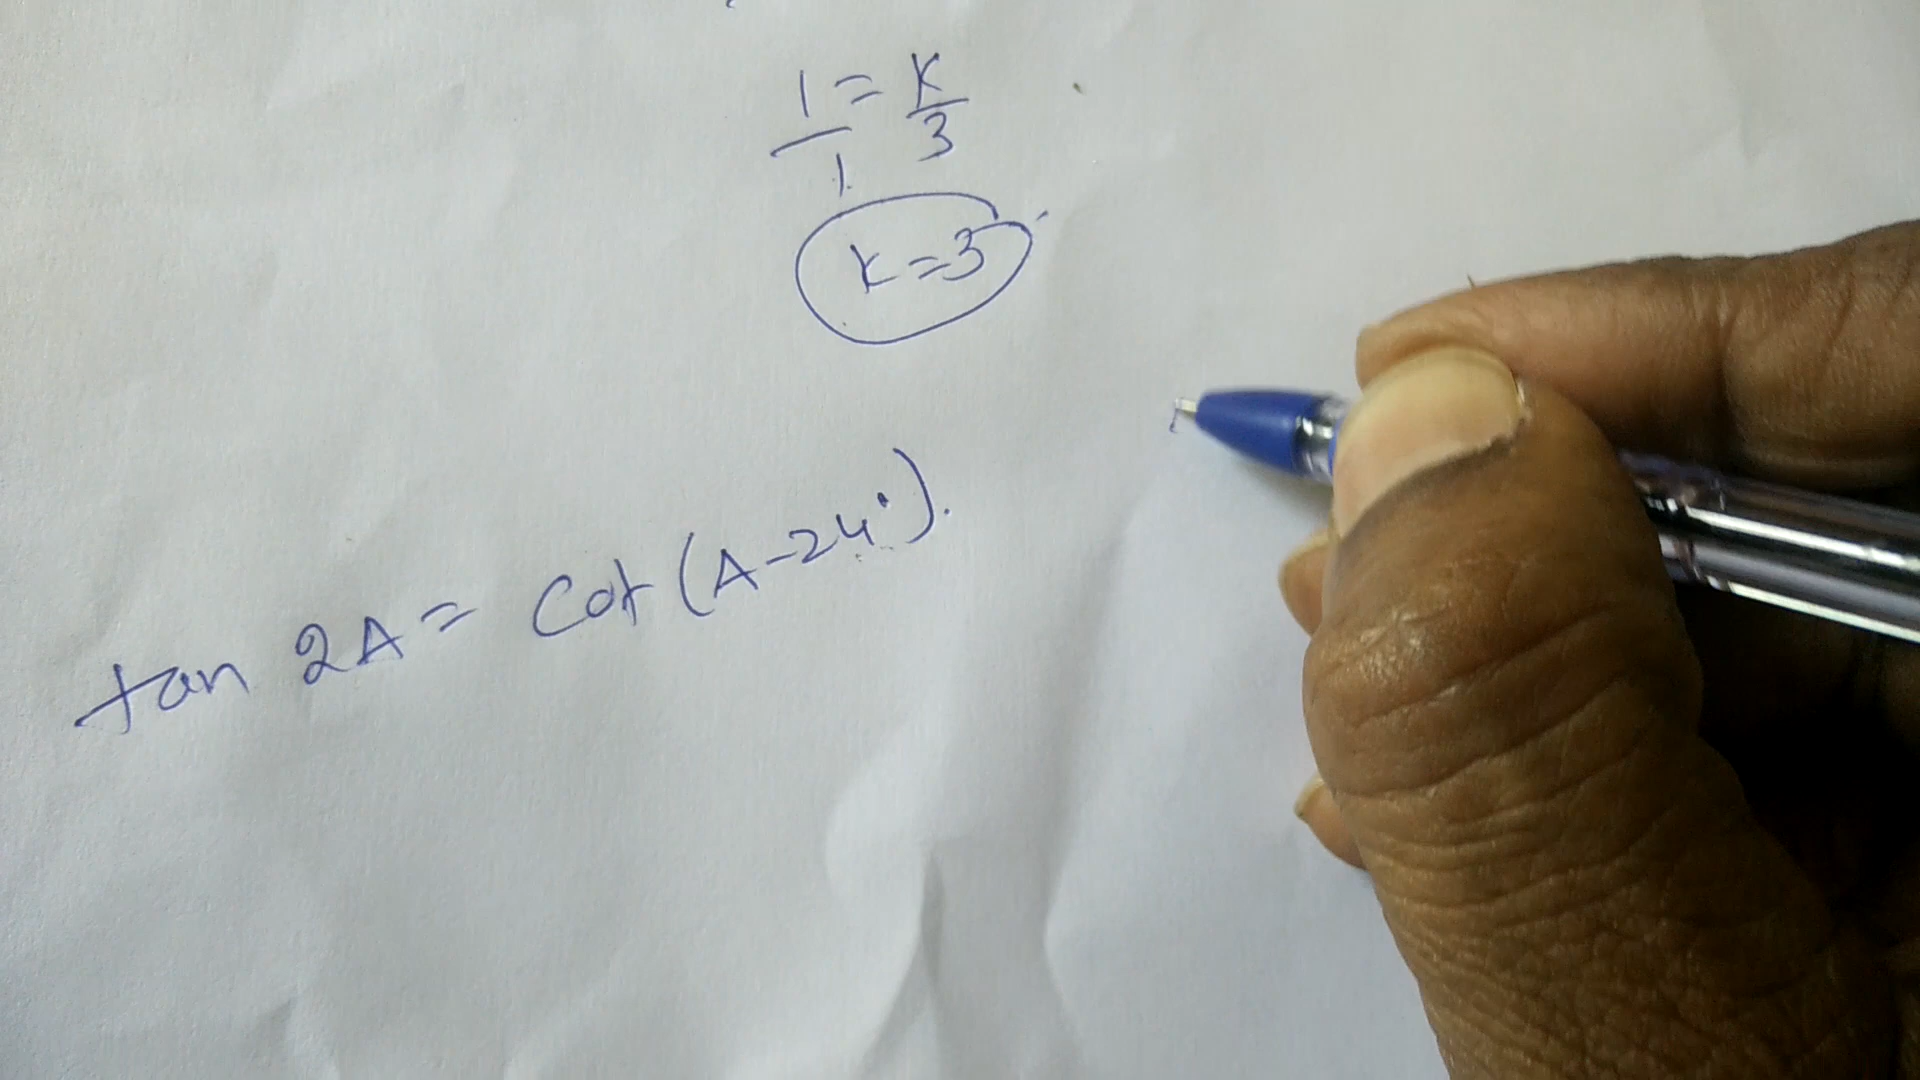 1/1 = K/3
K=3
tan 2A = Cot (A-24°).